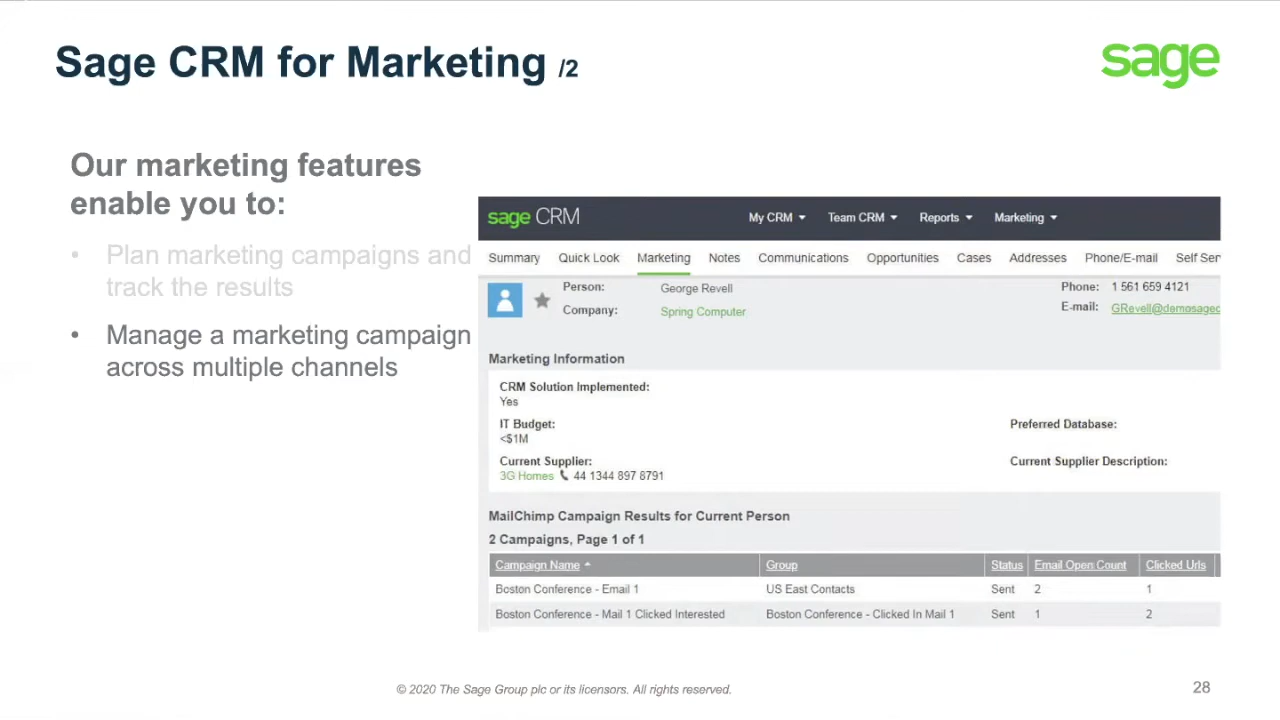 Sage CRM for Marketing /2
sage
Our marketing features
enable you to:
• Plan marketing campaigns and
track the results
• Manage a marketing campaign
across multiple channels
sage CRM
My CRM Team CRM Reports Marketing
Summary Quick Look Marketing Notes Communications Opportunities Cases Addresses Phone/E-mail Self Ser
Person: George Revell Phone: 1 561 659 4121
Company: Spring Computer E-mail: GRevell@demosagec
Marketing Information
CRM Solution Implemented:
Yes
IT Budget: Preferred Database:
<$1M
Current Supplier: Current Supplier Description:
3G Homes 44 1344 897 8791
MailChimp Campaign Results for Current Person
2 Campaigns, Page 1 of 1
Campaign Name Group Status Email Open Count Clicked Urls
Boston Conference - Email 1 US East Contacts Sent 2 1
Boston Conference - Mail 1 Clicked Interested Boston Conference - Clicked In Mail 1 Sent 1 2
© 2020 The Sage Group plc or its licensors. All rights reserved.
28